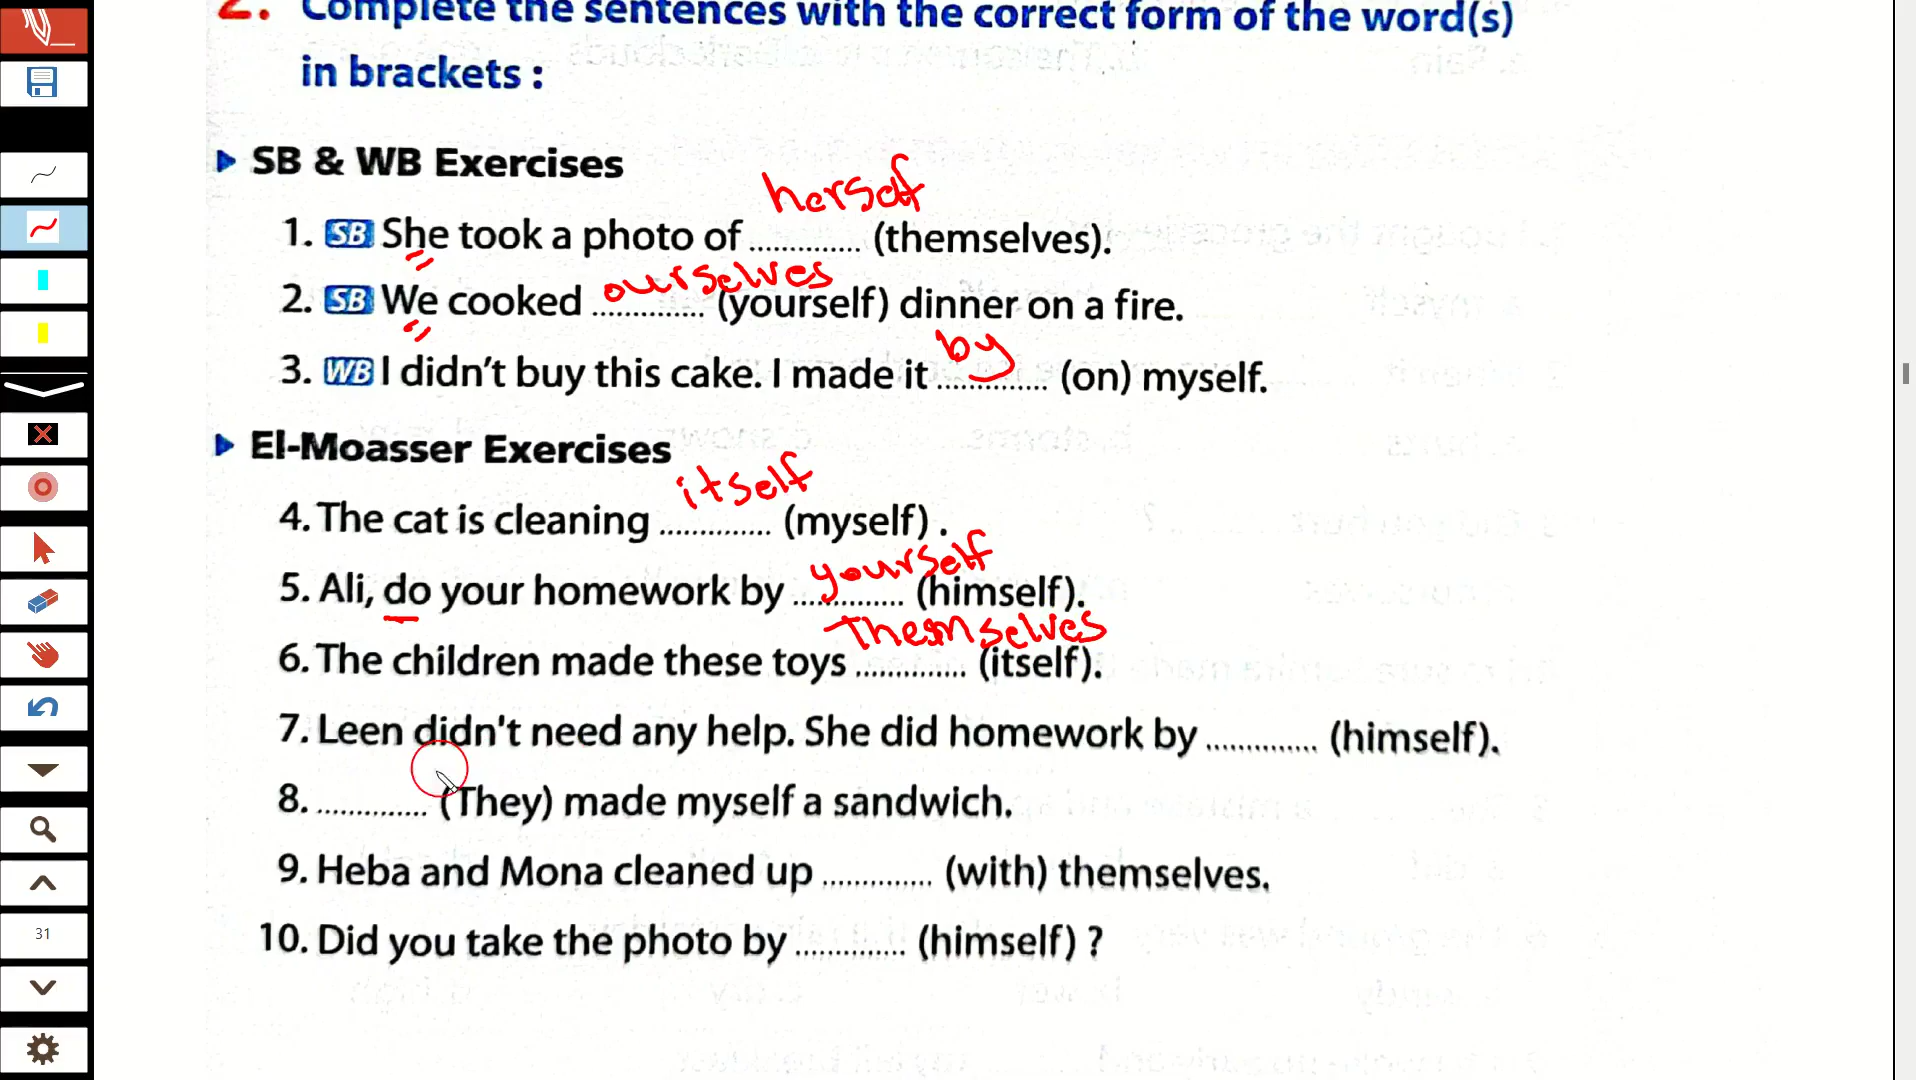 2. Complete the sentences with the correct form of the word(s)
in brackets :
SB & WB Exercises
herself
1. SB She took a photo of .............. (themselves).
ourselves
2. SB We cooked .............. (yourself) dinner on a fire.
by
3. WB I didn't buy this cake. I made it .............. (on) myself.
El-Moasser Exercises
itself
4. The cat is cleaning .............. (myself) .
yourself
5. Ali, do your homework by .............. (himself).
Themselves
6. The children made these toys .............. (itself).
7. Leen didn't need any help. She did homework by .............. (himself).
8. .............. (They) made myself a sandwich.
9. Heba and Mona cleaned up .............. (with) themselves.
10. Did you take the photo by .............. (himself) ?
31